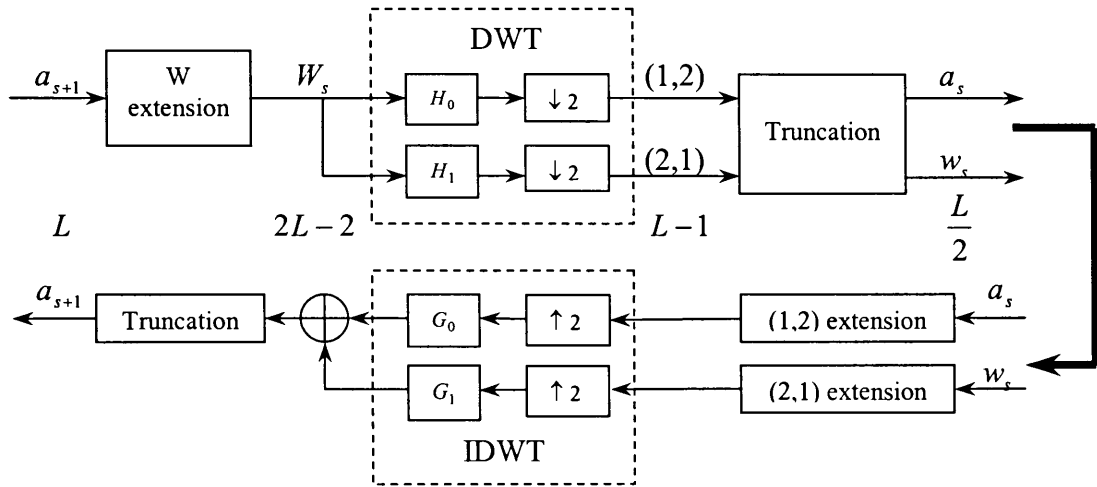 DWT
a_{s+1}
W
extension
W_s
H_0
↓ 2
(1,2)
Truncation
a_s
H_1
↓ 2
(2,1)
w_s
L
2L-2
L-1
L/2
a_{s+1}
Truncation
G_0
↑ 2
(1,2) extension
a_s
G_1
↑ 2
(2,1) extension
w_s
IDWT